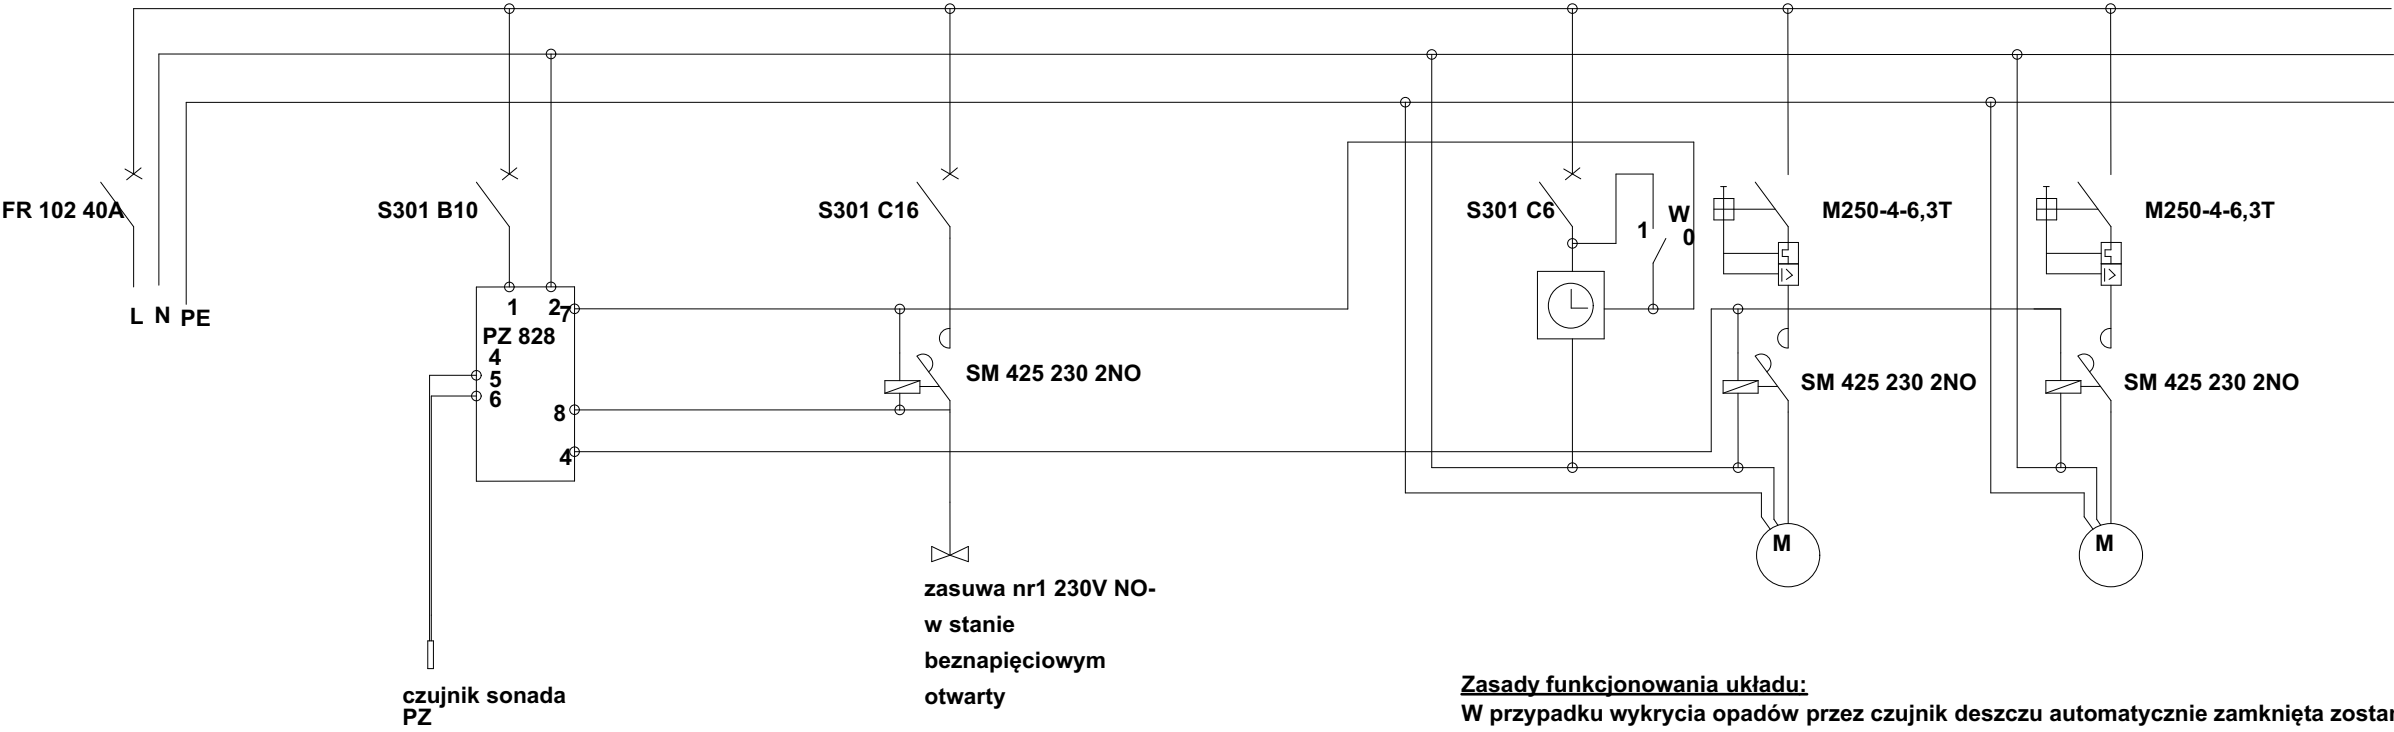 FR 102 40A
S301 B10
S301 C16
S301 C6
1
W
0
M250-4-6,3T
M250-4-6,3T
L N PE
1 2
7
PZ 828
4
5
6
8
4
SM 425 230 2NO
SM 425 230 2NO
SM 425 230 2NO
M
M
zasuwa nr1 230V NO-
w stanie
beznapięciowym
otwarty
czujnik sonada
PZ
Zasady funkcjonowania układu:
W przypadku wykrycia opadów przez czujnik deszczu automatycznie zamknięta